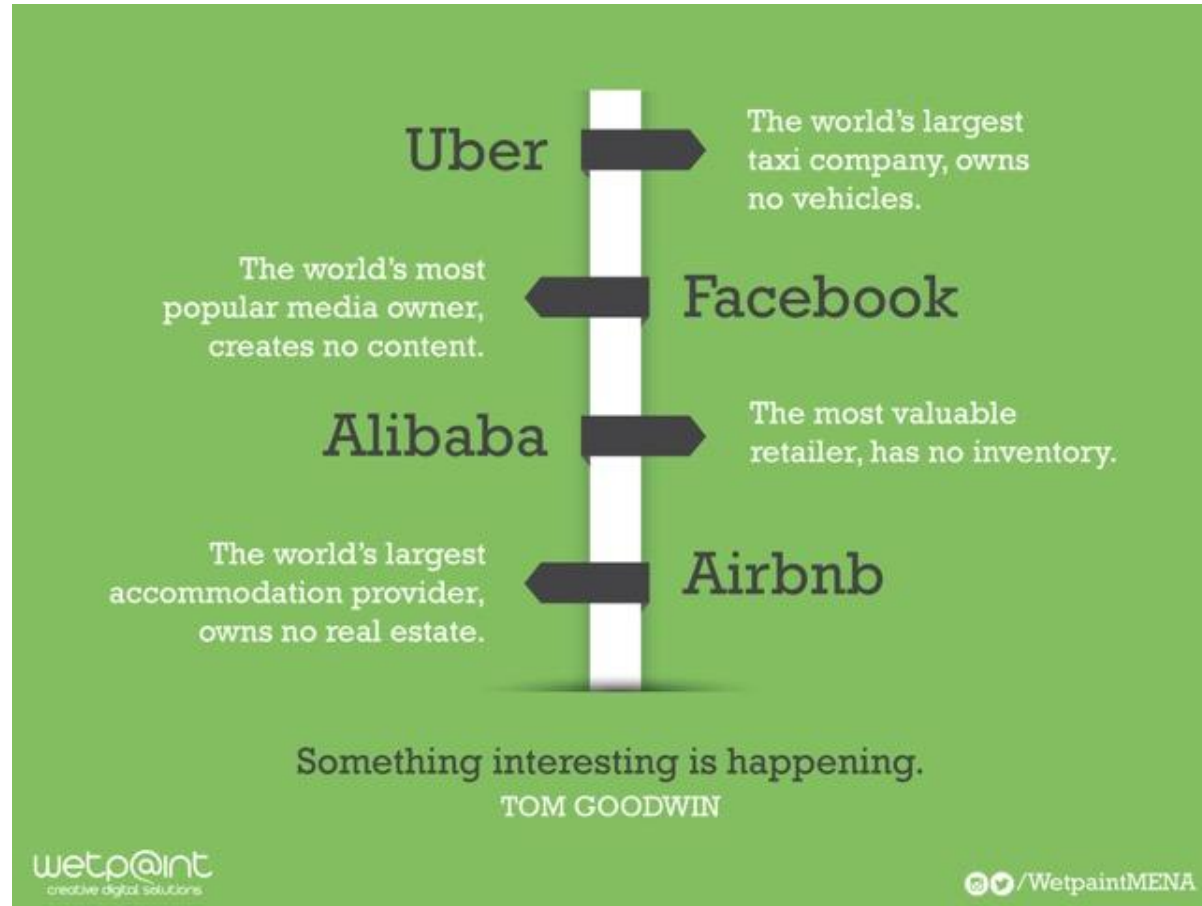 Uber
The world's largest
taxi company, owns
no vehicles.
The world's most
popular media owner,
creates no content.
Facebook
Alibaba
The most valuable
retailer, has no inventory.
The world's largest
accommodation provider,
owns no real estate.
Airbnb
Something interesting is happening.
TOM GOODWIN
wetp@int
creative digital solutions
/WetpaintMENA